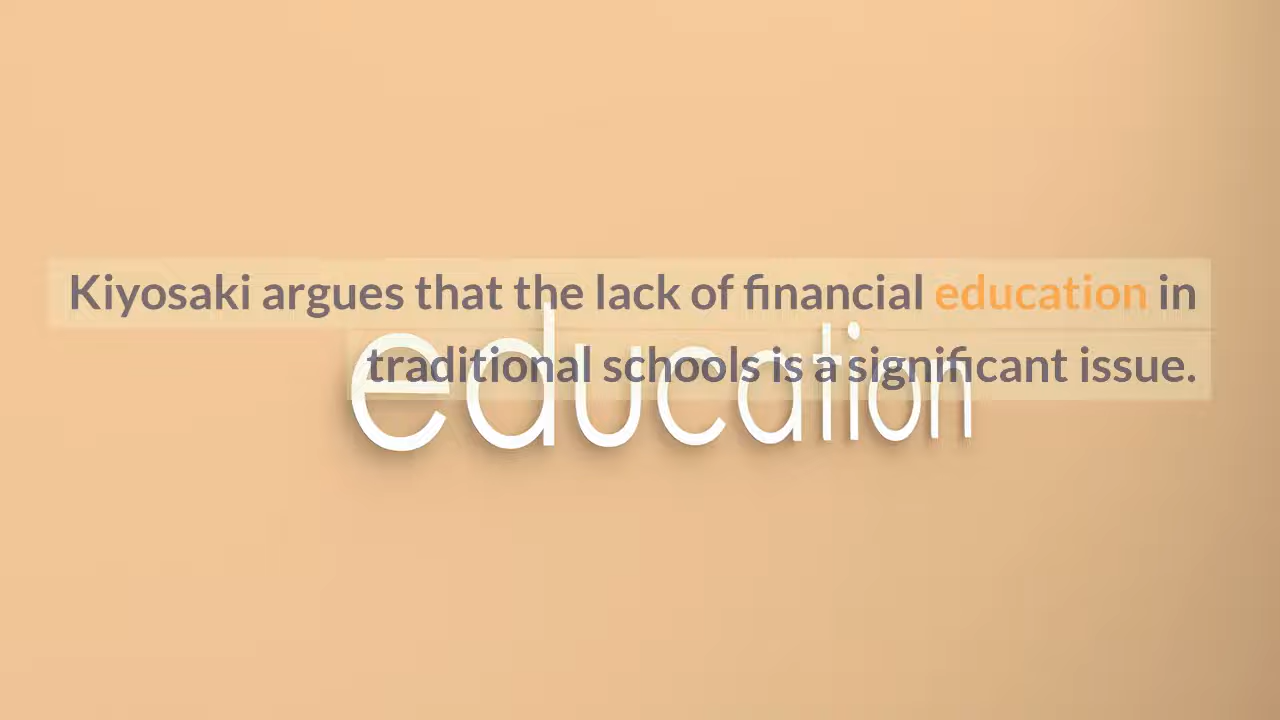 Kiyosaki argues that the lack of financial education in
traditional schools is a significant issue.
education